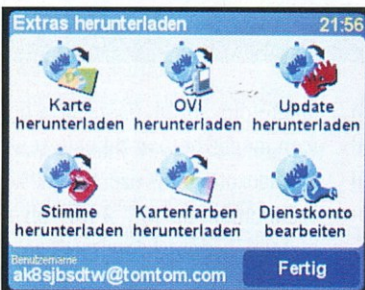 Extras herunterladen 21:56
Karte OVI Update
herunterladen herunterladen herunterladen
Stimme Kartenfarben Dienstkonto
herunterladen herunterladen bearbeiten
Benutzername
ak8sjbsdtw@tomtom.com Fertig